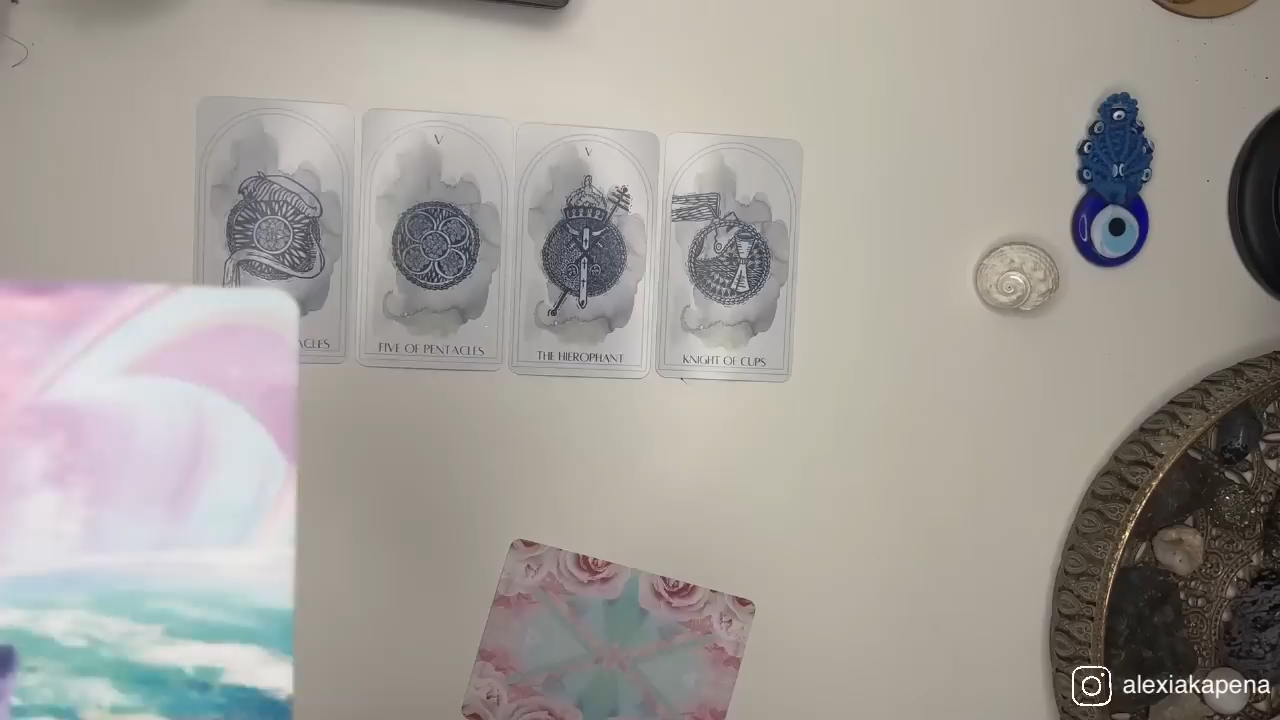 V
V
ACLES
FIVE OF PENTACLES
THE HIEROPHANT
KNIGHT OF CUPS
alexiakapena